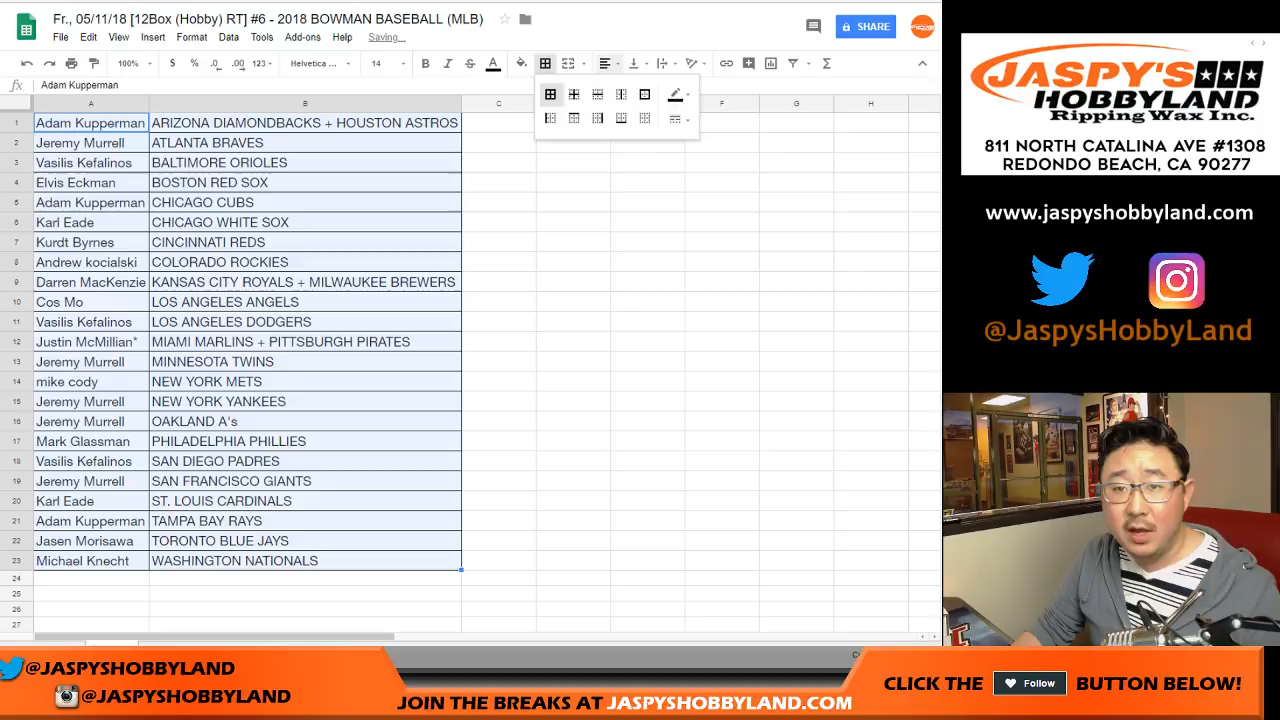 Fr., 05/11/18 [12Box (Hobby) RT] #6 - 2018 BOWMAN BASEBALL (MLB)
File Edit View Insert Format Data Tools Add-ons Help Saving...
SHARE
100% $ % .0 .00 123 Helvetica ... 14 B I S A
fx Adam Kupperman
A B C F G H
1 Adam Kupperman ARIZONA DIAMONDBACKS + HOUSTON ASTROS
2 Jeremy Murrell ATLANTA BRAVES
3 Vasilis Kefalinos BALTIMORE ORIOLES
4 Elvis Eckman BOSTON RED SOX
5 Adam Kupperman CHICAGO CUBS
6 Karl Eade CHICAGO WHITE SOX
7 Kurdt Byrnes CINCINNATI REDS
8 Andrew kocialski COLORADO ROCKIES
9 Darren MacKenzie KANSAS CITY ROYALS + MILWAUKEE BREWERS
10 Cos Mo LOS ANGELES ANGELS
11 Vasilis Kefalinos LOS ANGELES DODGERS
12 Justin McMillian* MIAMI MARLINS + PITTSBURGH PIRATES
13 Jeremy Murrell MINNESOTA TWINS
14 mike cody NEW YORK METS
15 Jeremy Murrell NEW YORK YANKEES
16 Jeremy Murrell OAKLAND A's
17 Mark Glassman PHILADELPHIA PHILLIES
18 Vasilis Kefalinos SAN DIEGO PADRES
19 Jeremy Murrell SAN FRANCISCO GIANTS
20 Karl Eade ST. LOUIS CARDINALS
21 Adam Kupperman TAMPA BAY RAYS
22 Jasen Morisawa TORONTO BLUE JAYS
23 Michael Knecht WASHINGTON NATIONALS
24
25
26
27
JASPY'S
HOBBYLAND
Ripping Wax Inc.
811 NORTH CATALINA AVE #1308
REDONDO BEACH, CA 90277
www.jaspyshobbyland.com
@JaspysHobbyLand
@JASPYSHOBBYLAND
@JASPYSHOBBYLAND
JOIN THE BREAKS AT JASPYSHOBBYLAND.COM
CLICK THE Follow BUTTON BELOW!